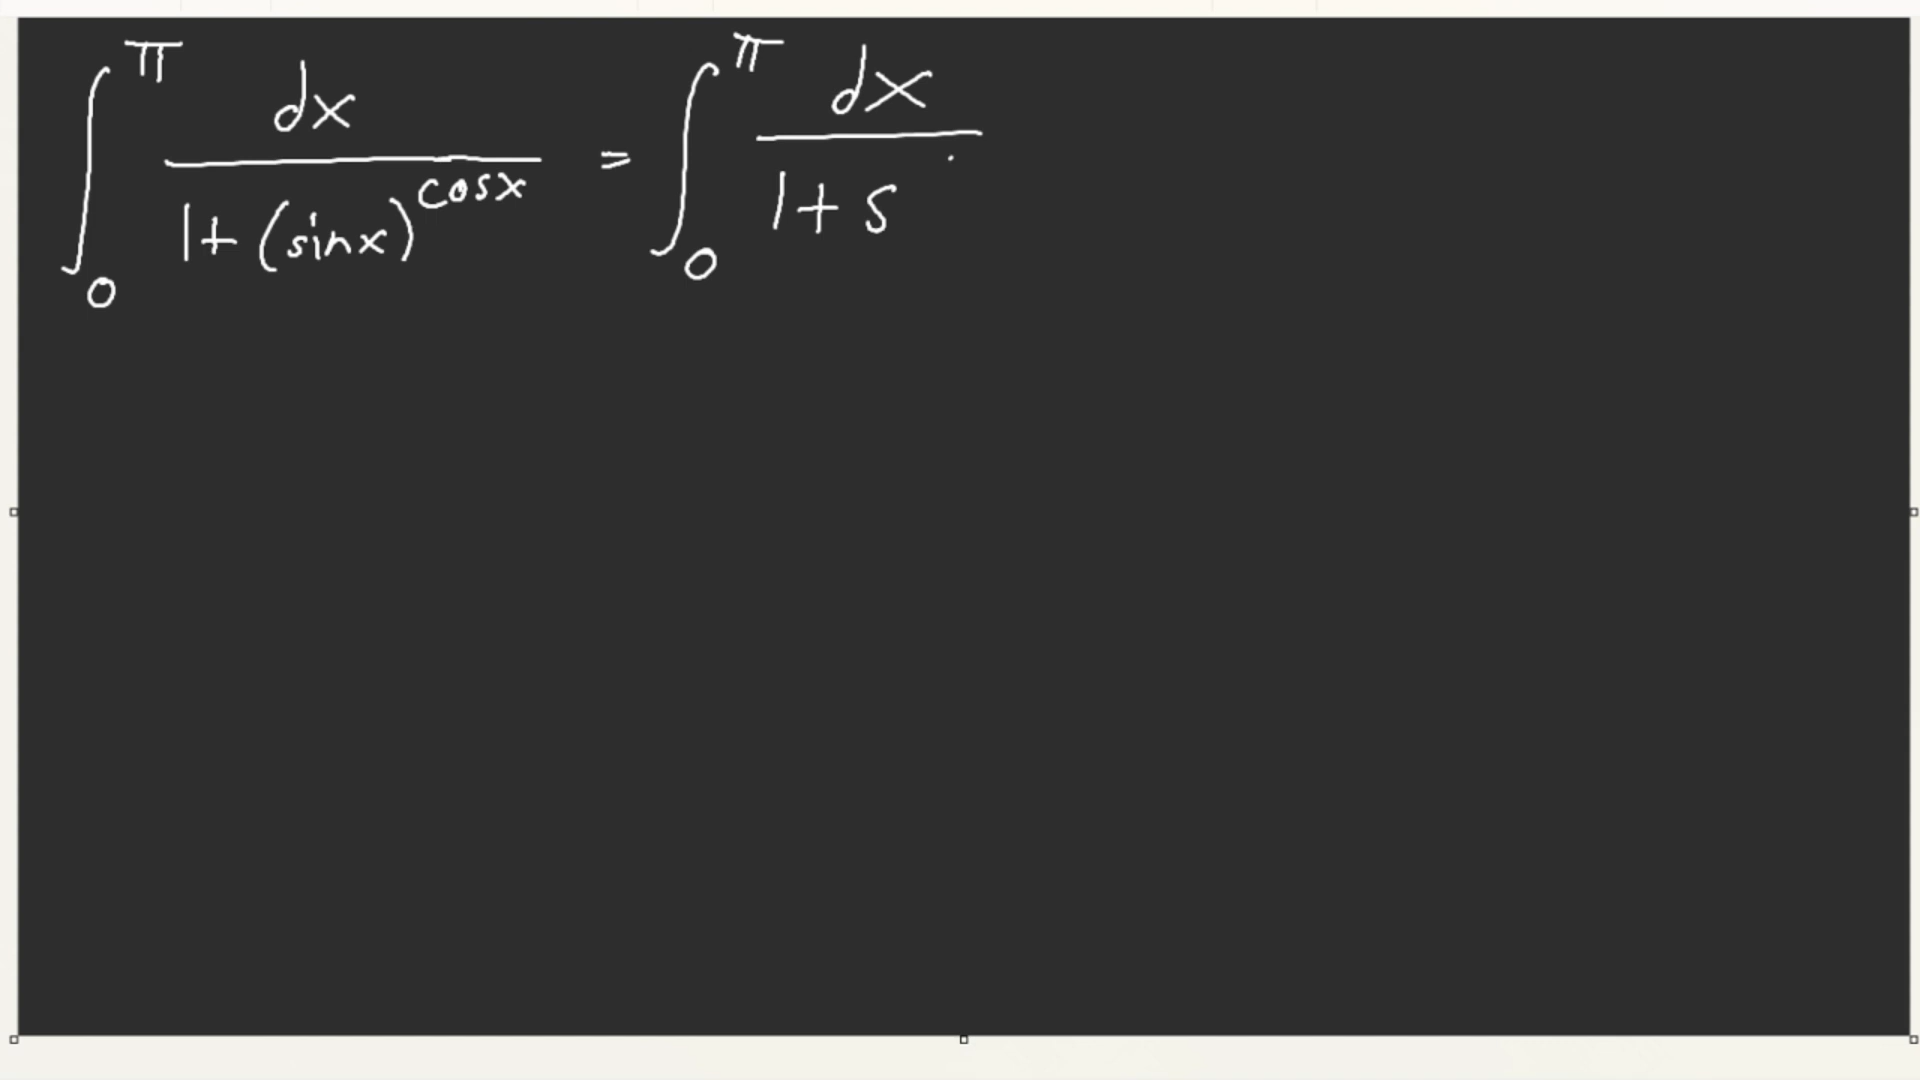 ∫₀^π dx / (1 + (sinx)^cosx) = ∫₀^π dx / (1 + s